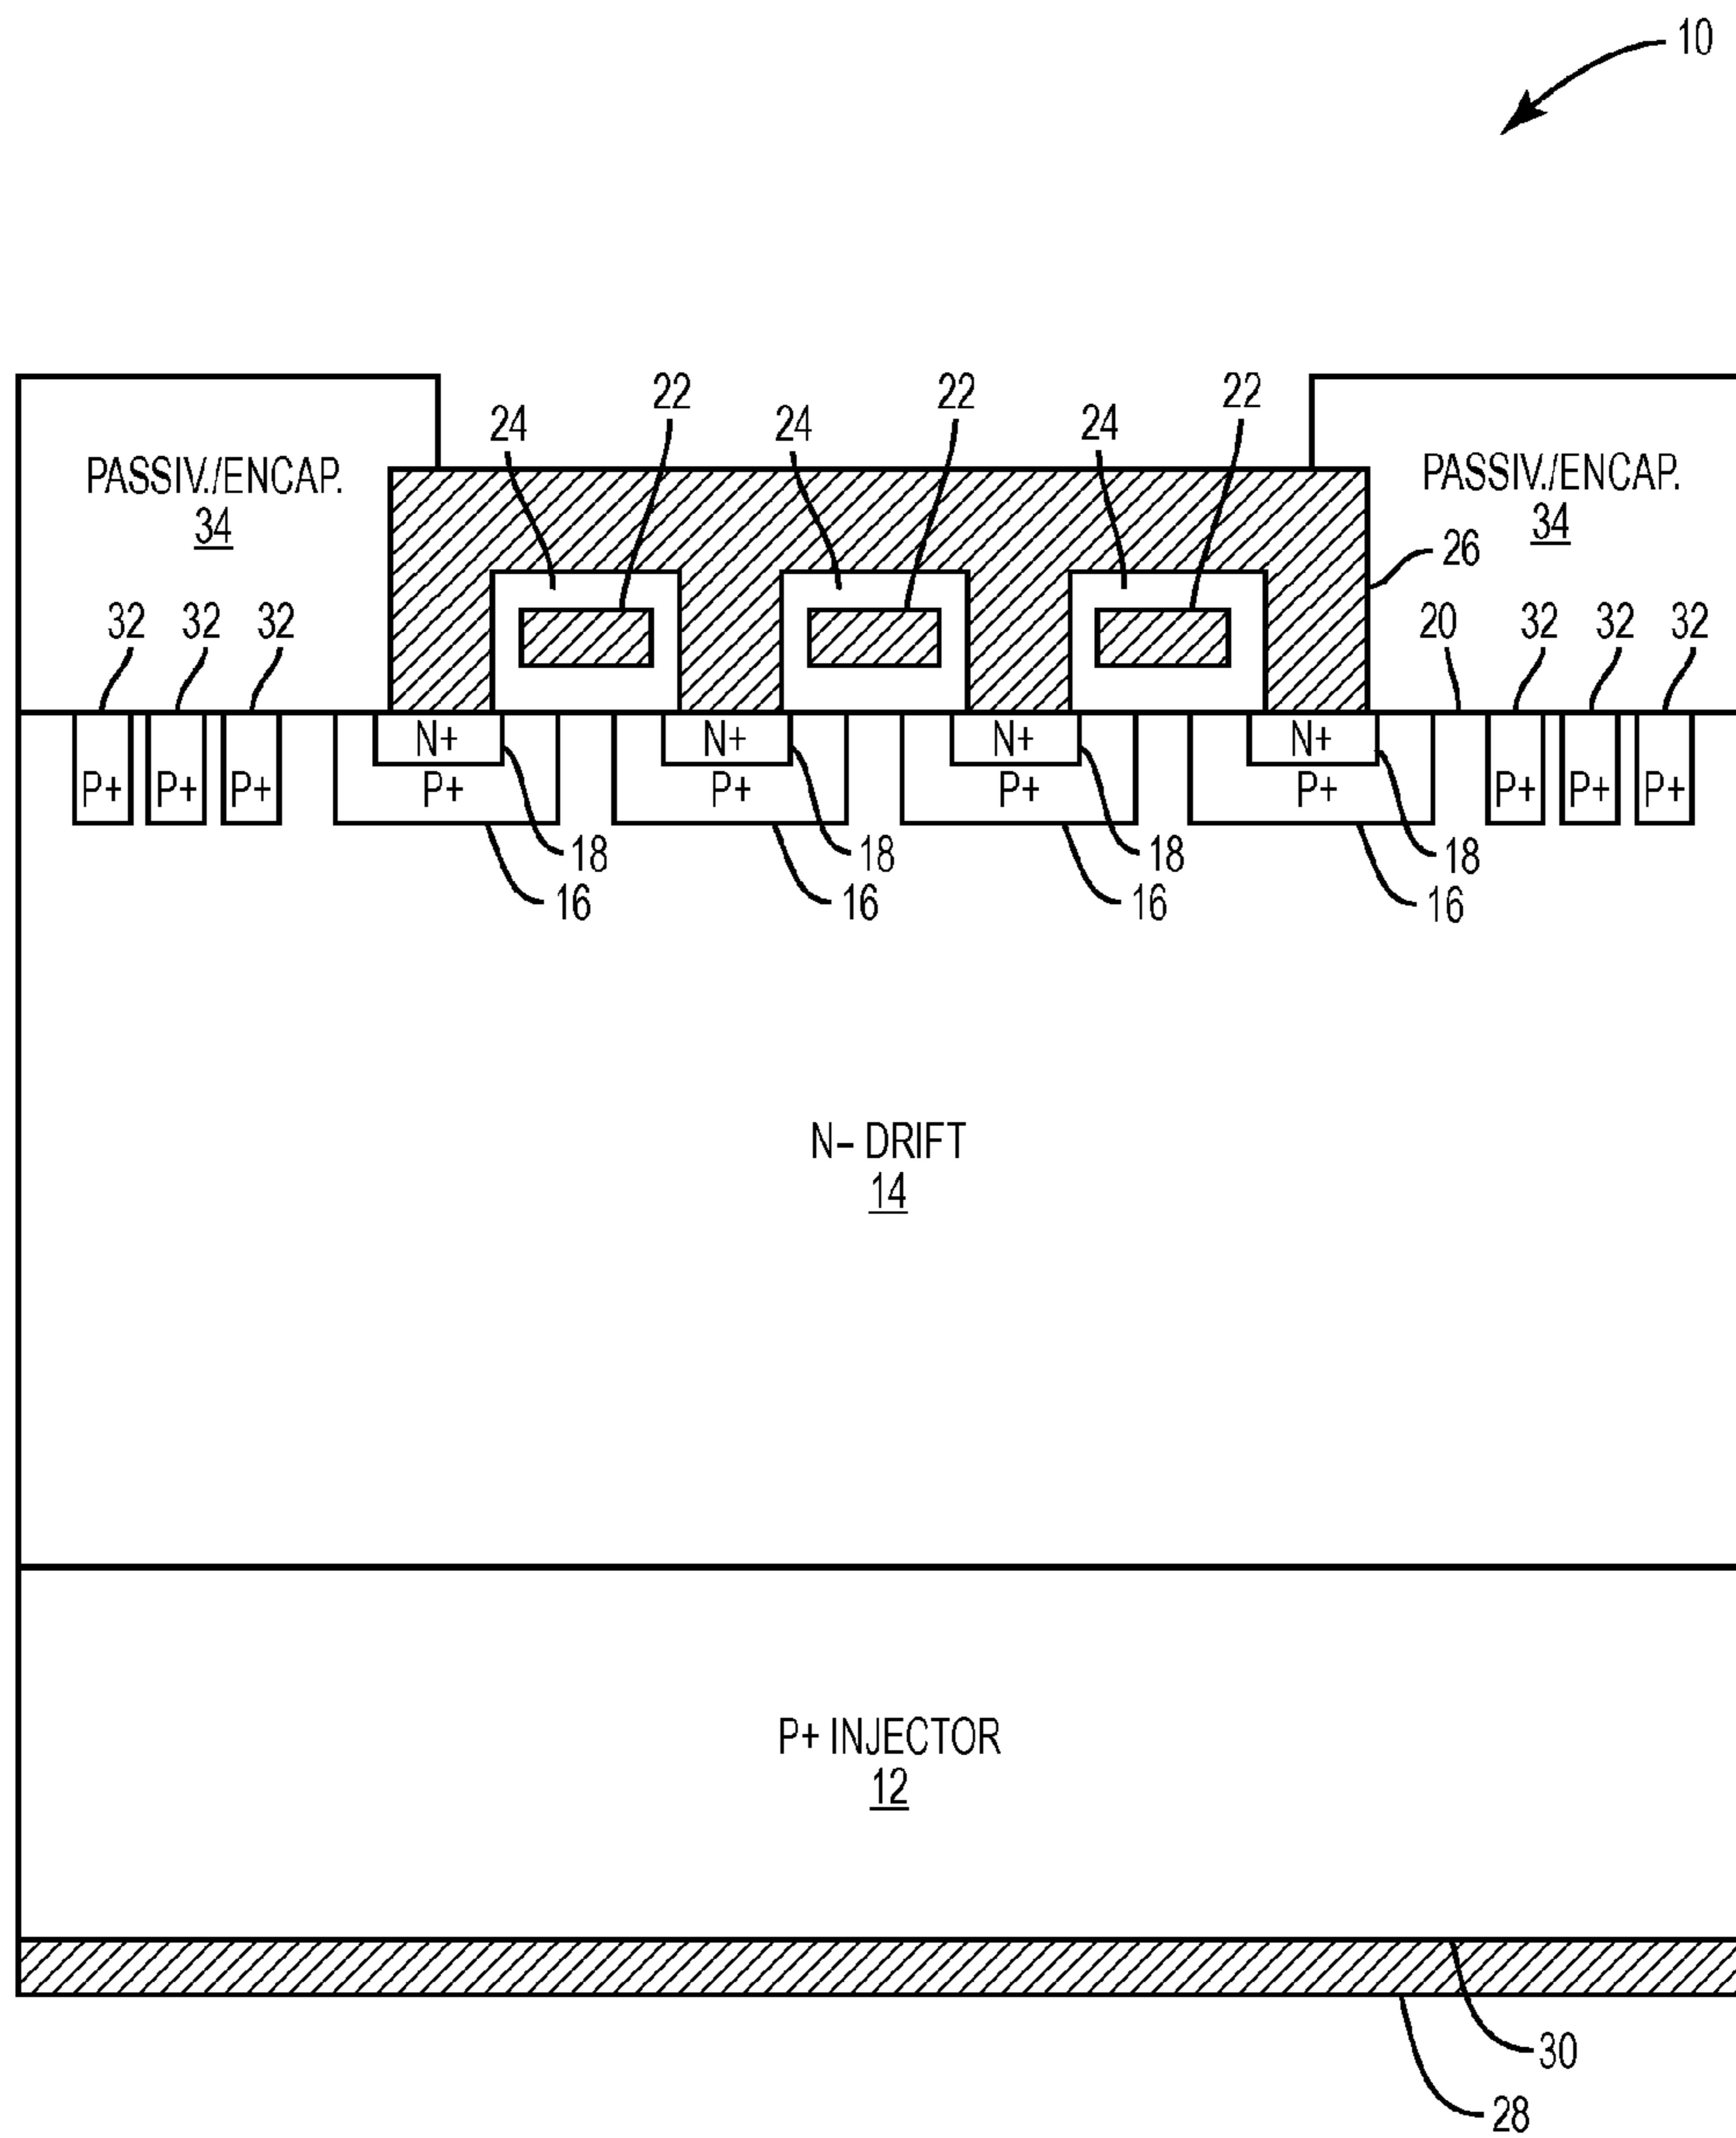 10
22 22 22
24 24 24
PASSIV./ENCAP. PASSIV./ENCAP.
34 34
26
32 32 32 20 32 32 32
N+ N+ N+ N+
P+ P+ P+ P+ P+ P+ P+ P+ P+ P+
18 18 18 18
16 16 16 16
N– DRIFT
14
P+ INJECTOR
12
30
28